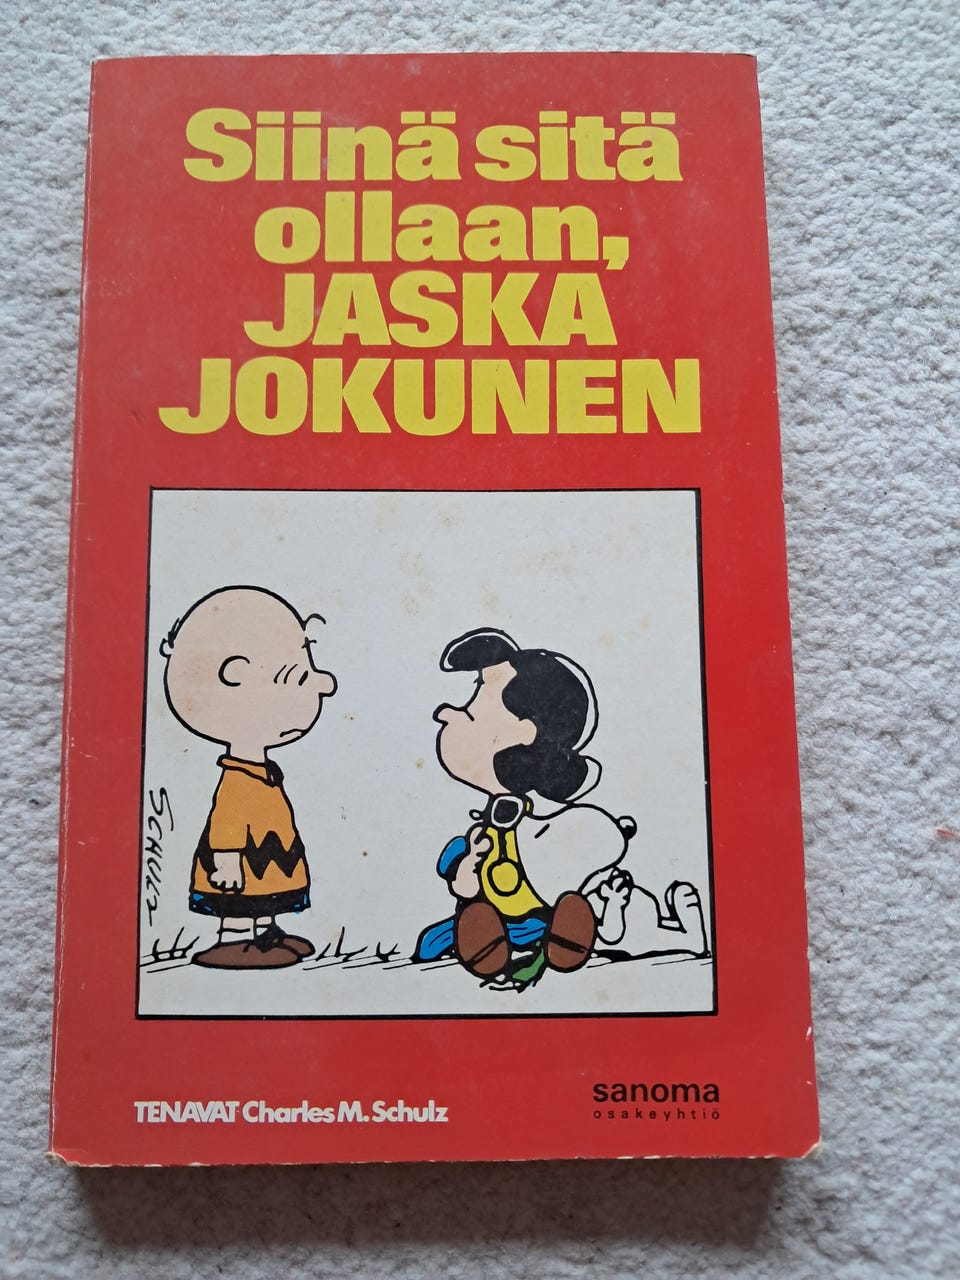 Siinä sitä
ollaan,
JASKA
JOKUNEN
SCHULZ
TENAVAT Charles M. Schulz
sanoma
osakeyhtiö